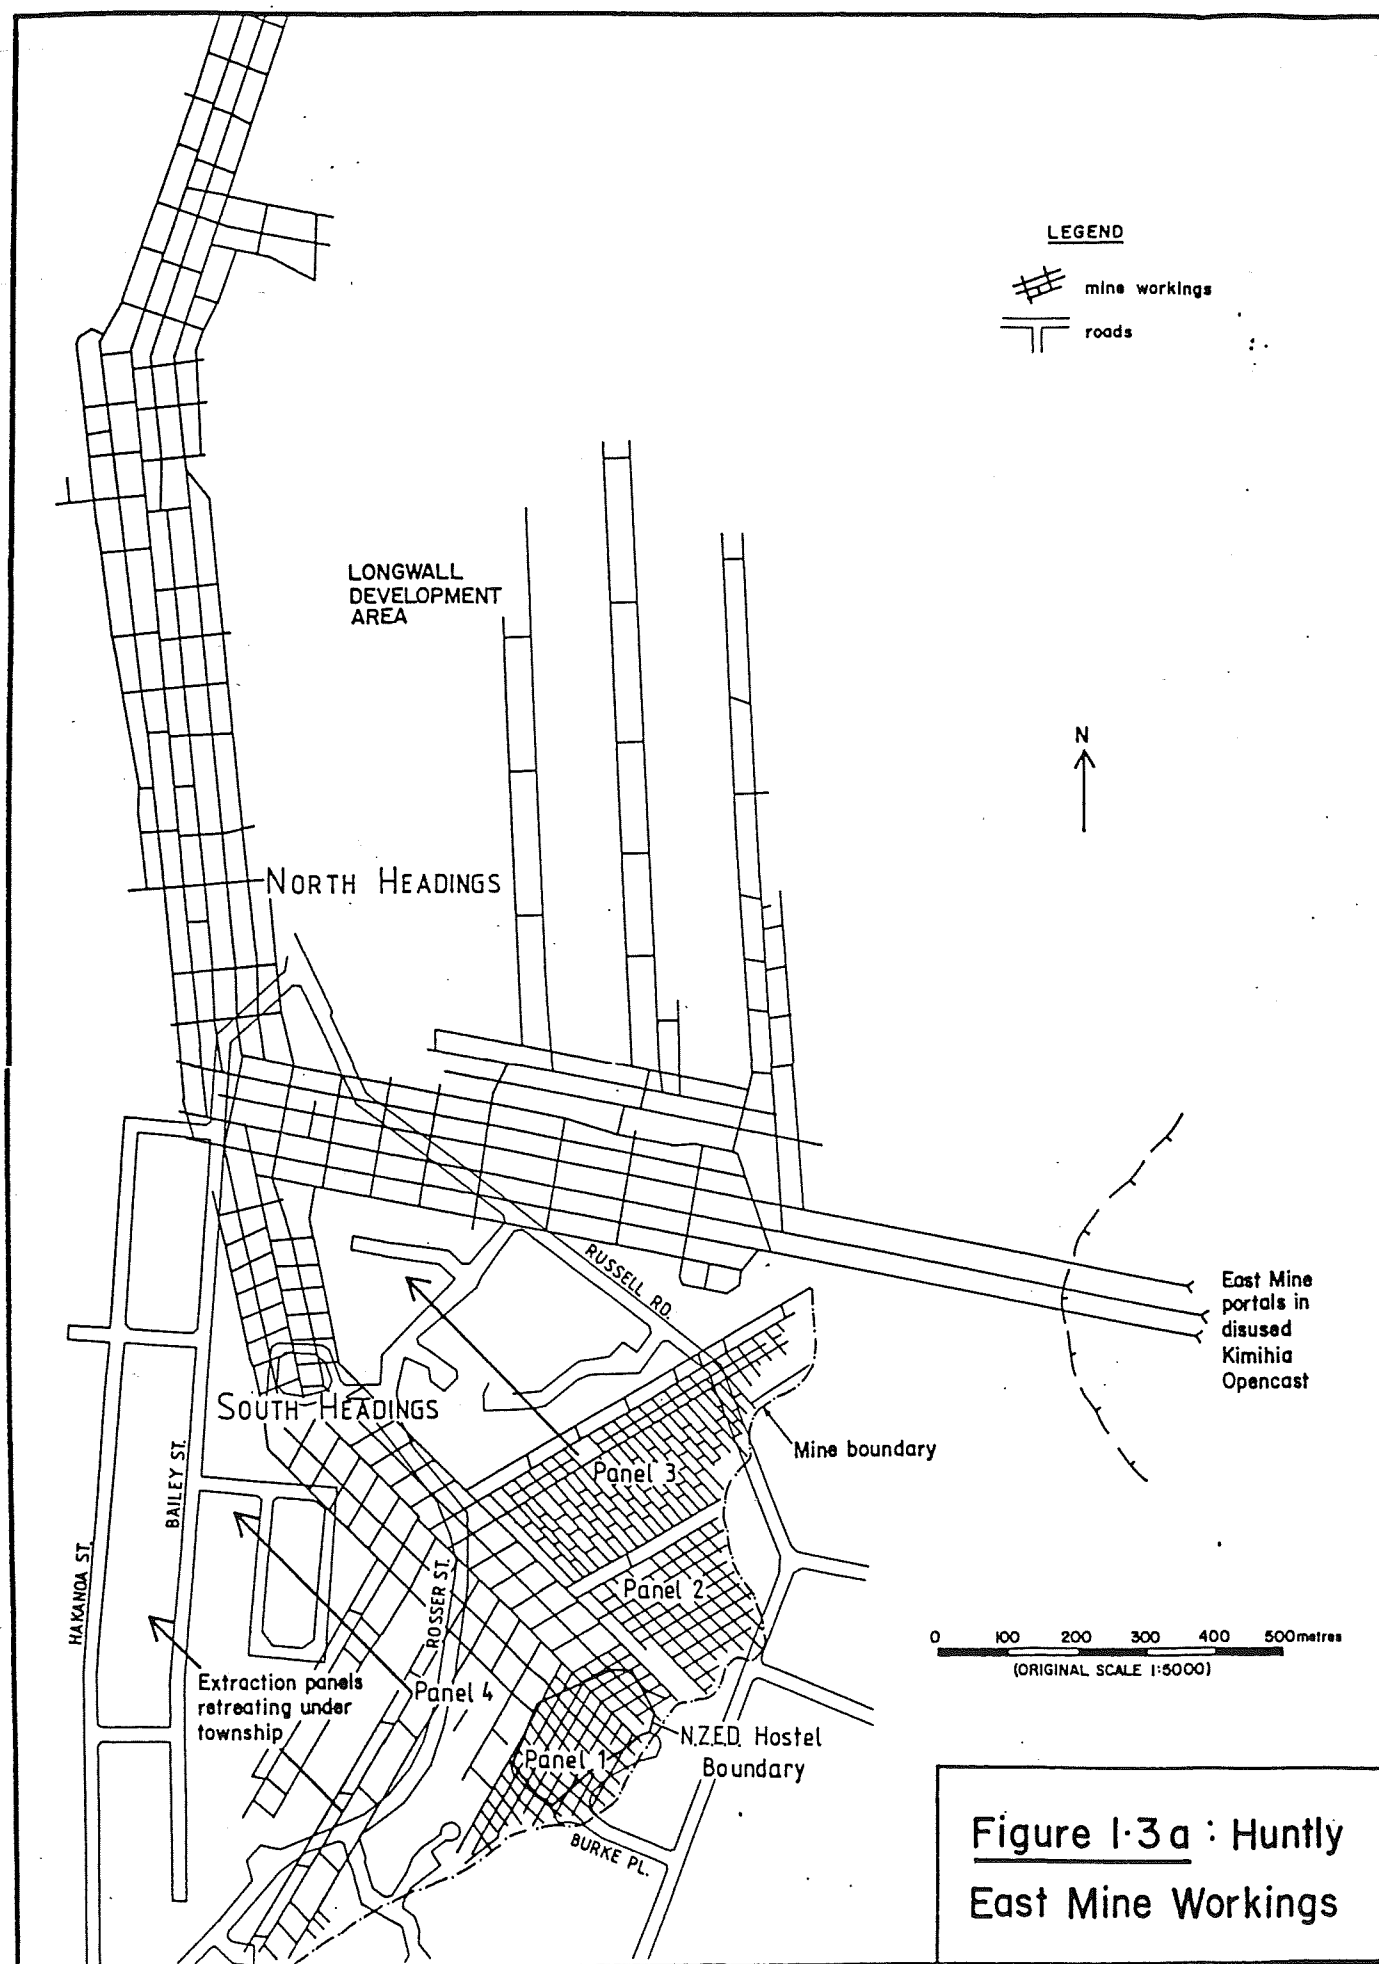 LEGEND
mine workings
roads
LONGWALL
DEVELOPMENT
AREA
N
NORTH HEADINGS
RUSSELL RD.
East Mine
portals in
disused
Kimihia
Opencast
SOUTH HEADINGS
Mine boundary
Panel 3
BAILEY ST.
HAKANOA ST.
ROSSER ST.
Panel 2
0 100 200 300 400 500 metres
(ORIGINAL SCALE 1:5000)
Extraction panels
retreating under
township
Panel 4
N.Z.E.D. Hostel
Boundary
Panel 1
BURKE PL.
Figure 1·3a : Huntly
East Mine Workings